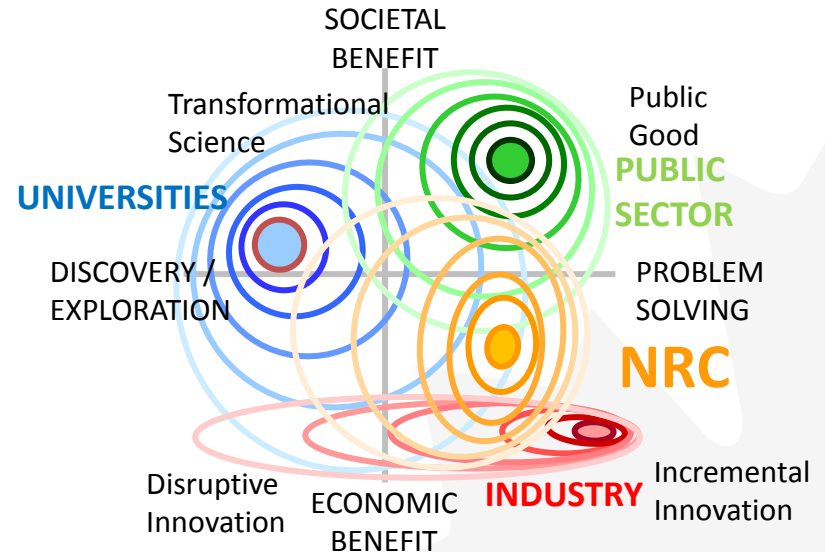 SOCIETAL
BENEFIT
Transformational
Science
Public
Good
UNIVERSITIES
PUBLIC
SECTOR
DISCOVERY /
EXPLORATION
PROBLEM
SOLVING
NRC
Disruptive
Innovation
ECONOMIC
BENEFIT
INDUSTRY
Incremental
Innovation